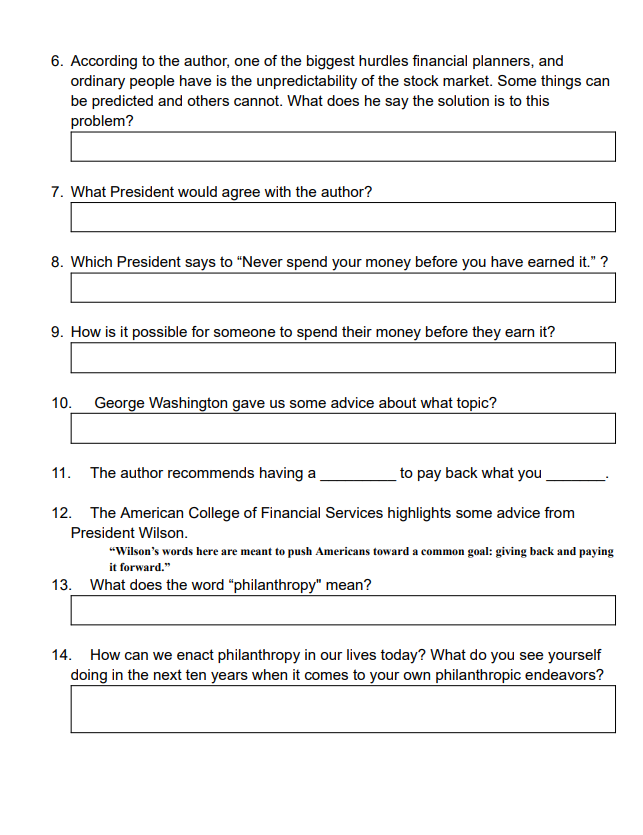 6. According to the author, one of the biggest hurdles financial planners, and
ordinary people have is the unpredictability of the stock market. Some things can
be predicted and others cannot. What does he say the solution is to this
problem?
7. What President would agree with the author?
8. Which President says to “Never spend your money before you have earned it.” ?
9. How is it possible for someone to spend their money before they earn it?
10. George Washington gave us some advice about what topic?
11. The author recommends having a _________ to pay back what you _______.
12. The American College of Financial Services highlights some advice from
President Wilson.
“Wilson’s words here are meant to push Americans toward a common goal: giving back and paying
it forward.”
13. What does the word “philanthropy" mean?
14. How can we enact philanthropy in our lives today? What do you see yourself
doing in the next ten years when it comes to your own philanthropic endeavors?